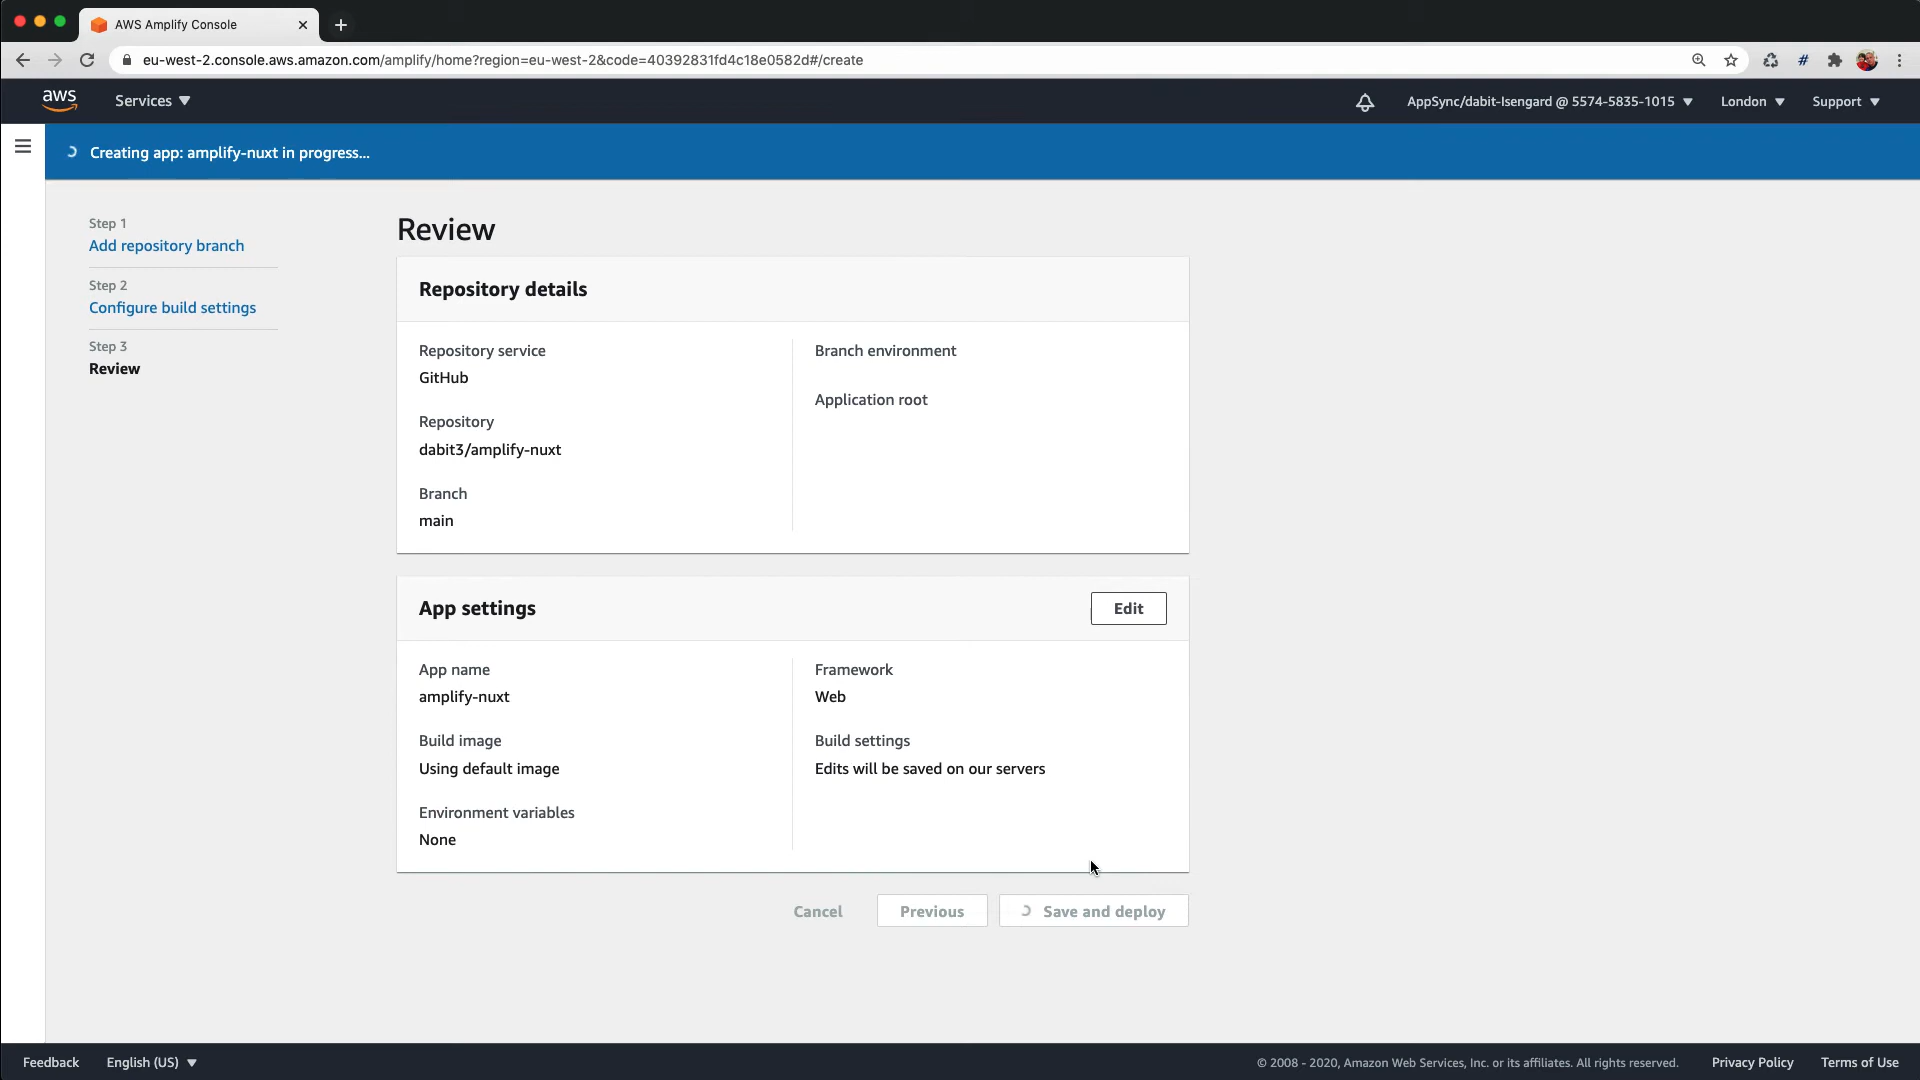 AWS Amplify Console
eu-west-2.console.aws.amazon.com/amplify/home?region=eu-west-2&code=40392831fd4c18e0582d#/create
aws
Services
AppSync/dabit-Isengard @ 5574-5835-1015
London
Support
Creating app: amplify-nuxt in progress...
Step 1
Add repository branch
Step 2
Configure build settings
Step 3
Review
Review
Repository details
Repository service
GitHub
Repository
dabit3/amplify-nuxt
Branch
main
Branch environment
Application root
App settings
Edit
App name
amplify-nuxt
Build image
Using default image
Environment variables
None
Framework
Web
Build settings
Edits will be saved on our servers
Cancel
Previous
Save and deploy
Feedback
English (US)
© 2008 - 2020, Amazon Web Services, Inc. or its affiliates. All rights reserved.
Privacy Policy
Terms of Use